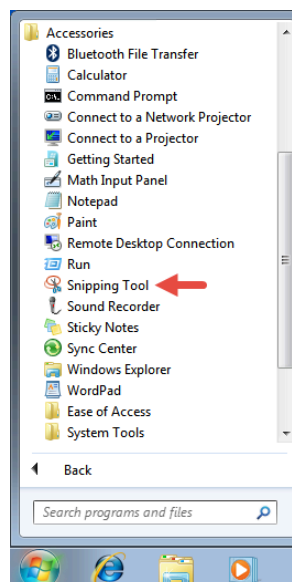 Accessories
Bluetooth File Transfer
Calculator
Command Prompt
Connect to a Network Projector
Connect to a Projector
Getting Started
Math Input Panel
Notepad
Paint
Remote Desktop Connection
Run
Snipping Tool
Sound Recorder
Sticky Notes
Sync Center
Windows Explorer
WordPad
Ease of Access
System Tools
Back
Search programs and files